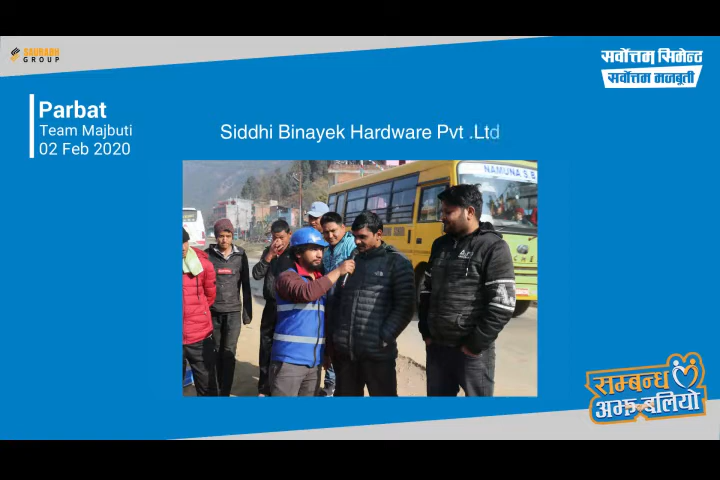 SAURABH
GROUP
सर्वोत्तम सिमेन्ट
सर्वोत्तम मजबूती
Parbat
Team Majbuti
02 Feb 2020
Siddhi Binayek Hardware Pvt .Ltd
NAMUNA S.B
सम्बन्ध
अझ बलियो